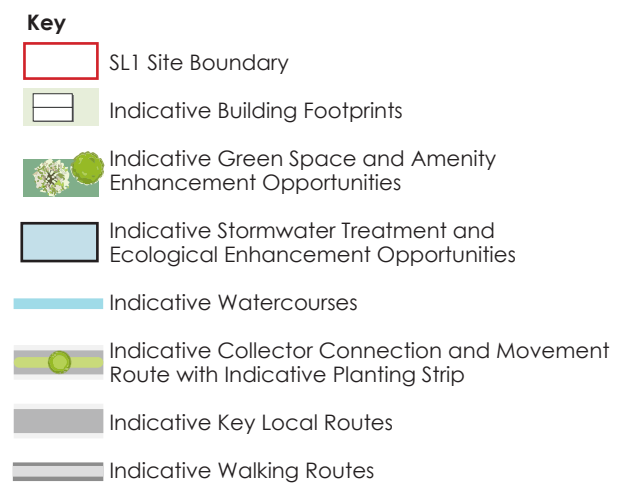 Key
SL1 Site Boundary
Indicative Building Footprints
Indicative Green Space and Amenity
Enhancement Opportunities
Indicative Stormwater Treatment and
Ecological Enhancement Opportunities
Indicative Watercourses
Indicative Collector Connection and Movement
Route with Indicative Planting Strip
Indicative Key Local Routes
Indicative Walking Routes